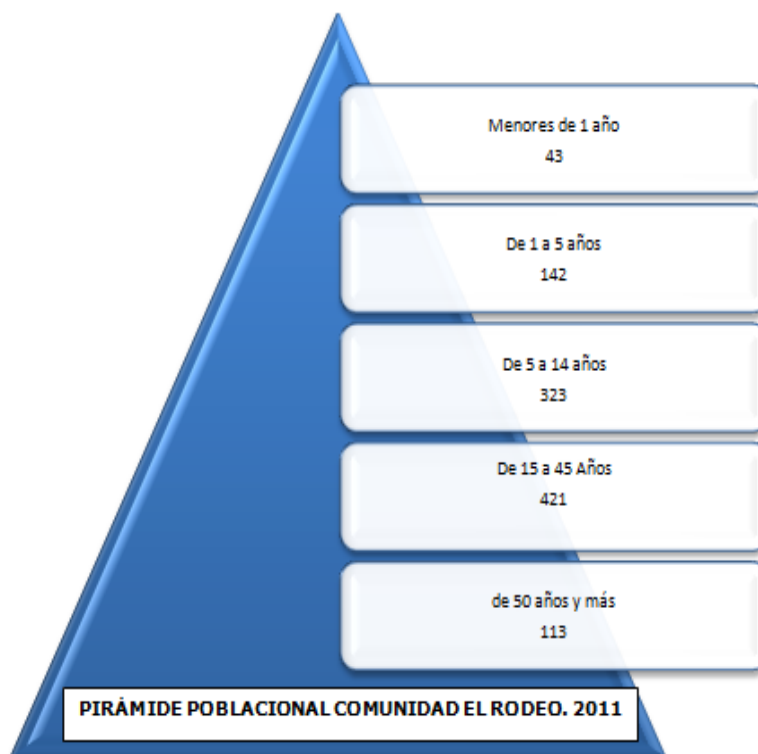 Menores de 1 año
43
De 1 a 5 años
142
De 5 a 14 años
323
De 15 a 45 Años
421
de 50 años y más
113
PIRÁMIDE POBLACIONAL COMUNIDAD EL RODEO. 2011